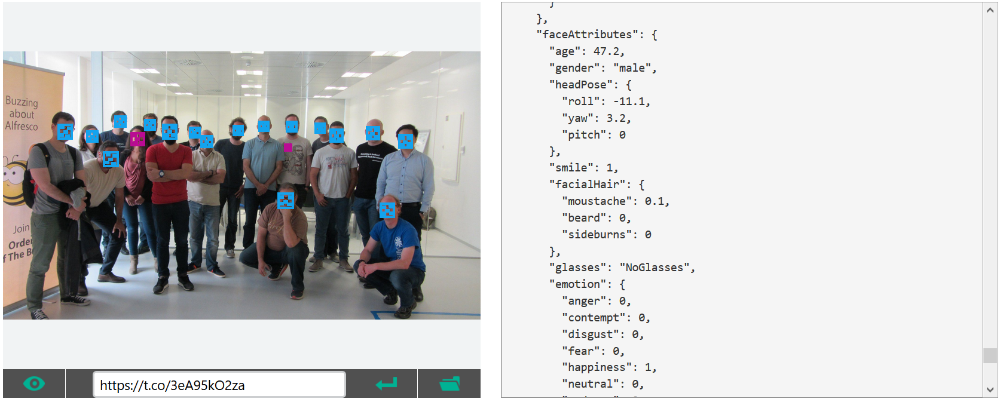 Buzzing
about
Alfresco
Join
Orde
f The B
https://t.co/3eA95kO2za
}
},
"faceAttributes": {
"age": 47.2,
"gender": "male",
"headPose": {
"roll": -11.1,
"yaw": 3.2,
"pitch": 0
},
"smile": 1,
"facialHair": {
"moustache": 0.1,
"beard": 0,
"sideburns": 0
},
"glasses": "NoGlasses",
"emotion": {
"anger": 0,
"contempt": 0,
"disgust": 0,
"fear": 0,
"happiness": 1,
"neutral": 0,